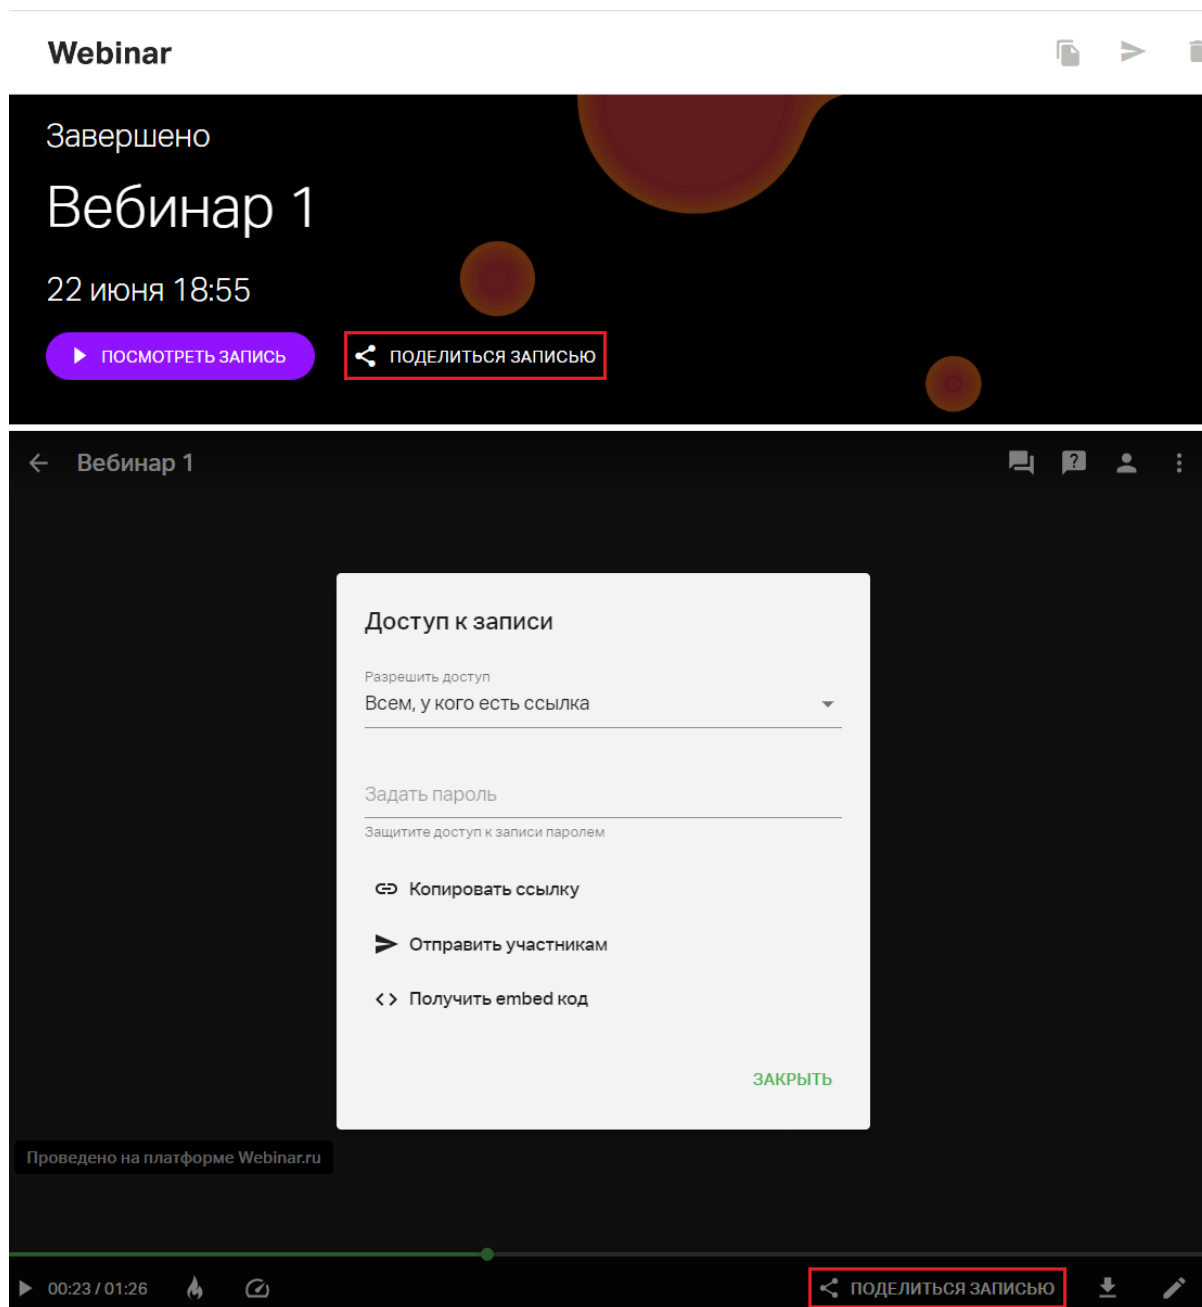 Webinar
Завершено
Вебинар 1
22 июня 18:55
ПОСМОТРЕТЬ ЗАПИСЬ
ПОДЕЛИТЬСЯ ЗАПИСЬЮ
Вебинар 1
?
Доступ к записи
Разрешить доступ
Всем, у кого есть ссылка
Задать пароль
Защитите доступ к записи паролем
Копировать ссылку
Отправить участникам
Получить embed код
ЗАКРЫТЬ
Проведено на платформе Webinar.ru
00:23 / 01:26
ПОДЕЛИТЬСЯ ЗАПИСЬЮ